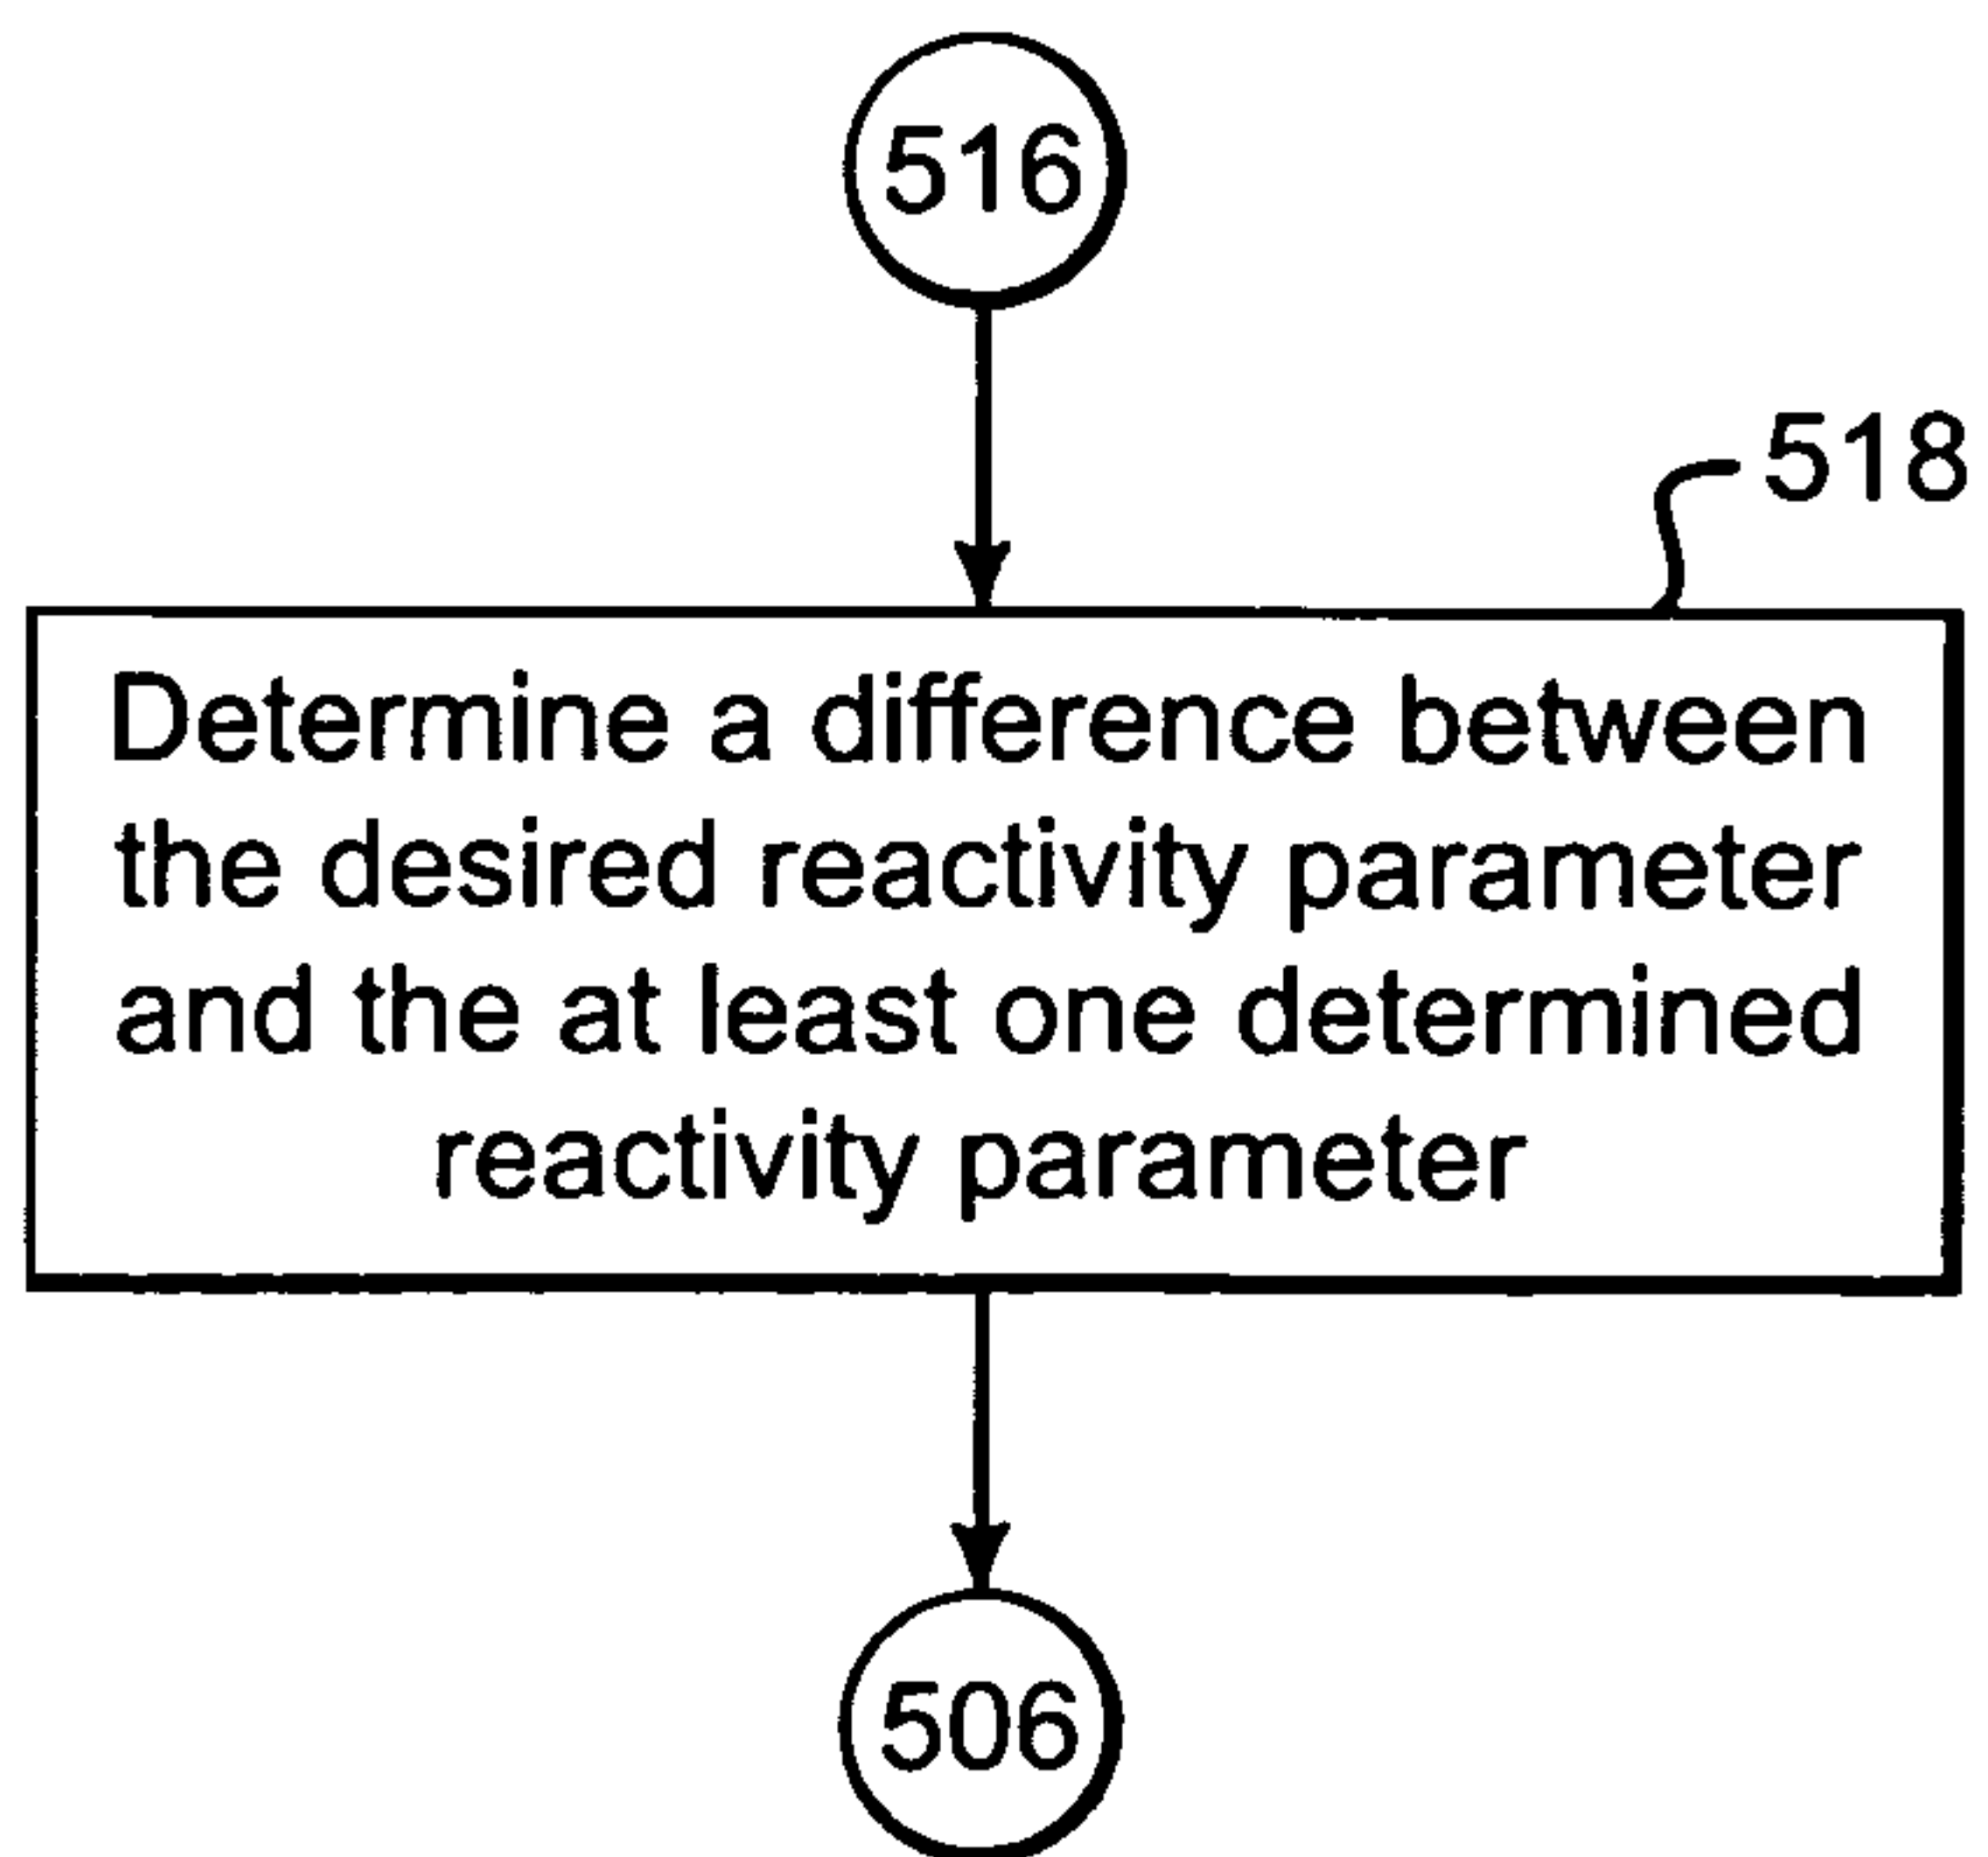 516
518
Determine a difference between
the desired reactivity parameter
and the at least one determined
reactivity parameter
506